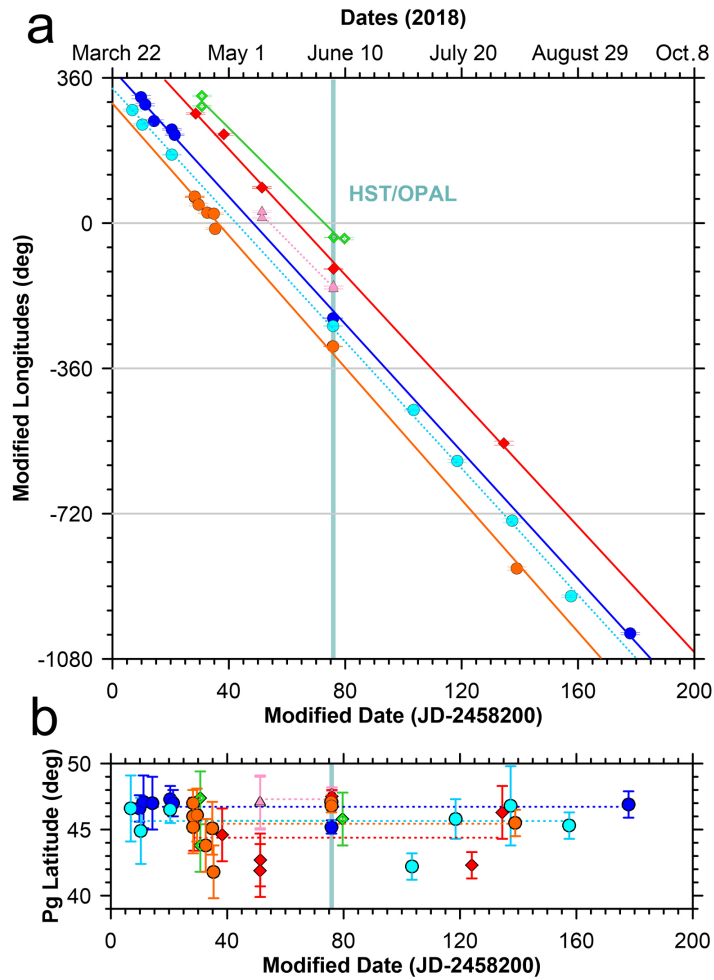 a
Dates (2018)
March 22 May 1 June 10 July 20 August 29 Oct.8
360
0
-360
-720
-1080
Modified Longitudes (deg)
HST/OPAL
0 40 80 120 160 200
Modified Date (JD-2458200)
b
50
45
40
Pg Latitude (deg)
0 40 80 120 160 200
Modified Date (JD-2458200)